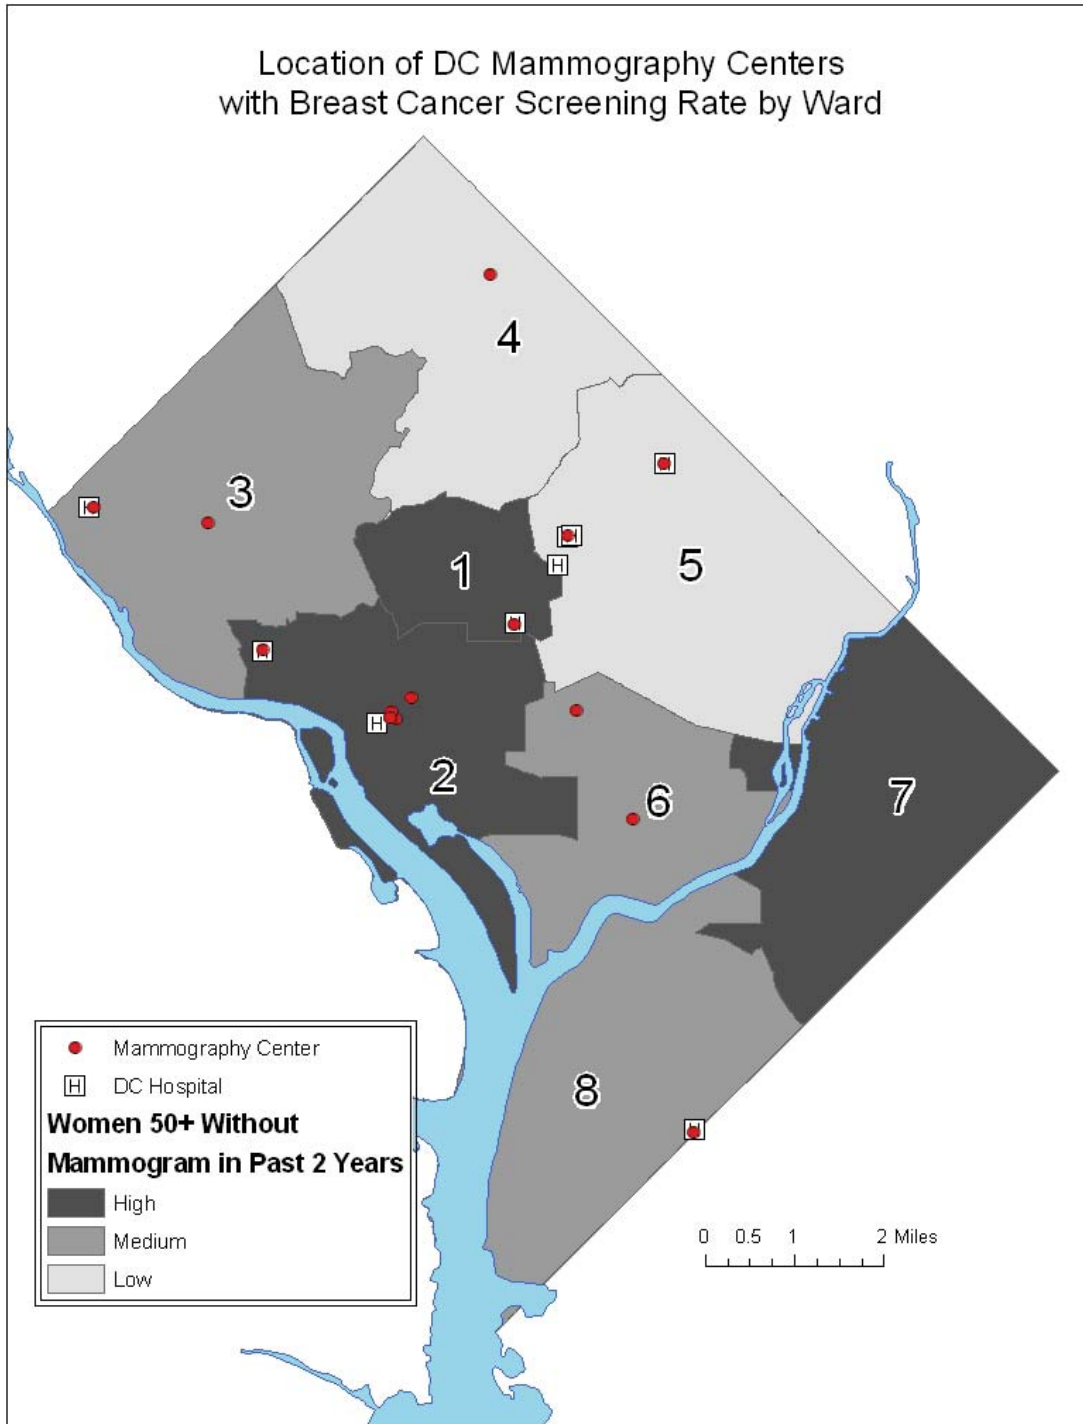 Location of DC Mammography Centers
with Breast Cancer Screening Rate by Ward
4
3
5
1
H
H
2
6
7
8
Mammography Center
H DC Hospital
Women 50+ Without
Mammogram in Past 2 Years
High
Medium
Low
0 0.5 1 2 Miles